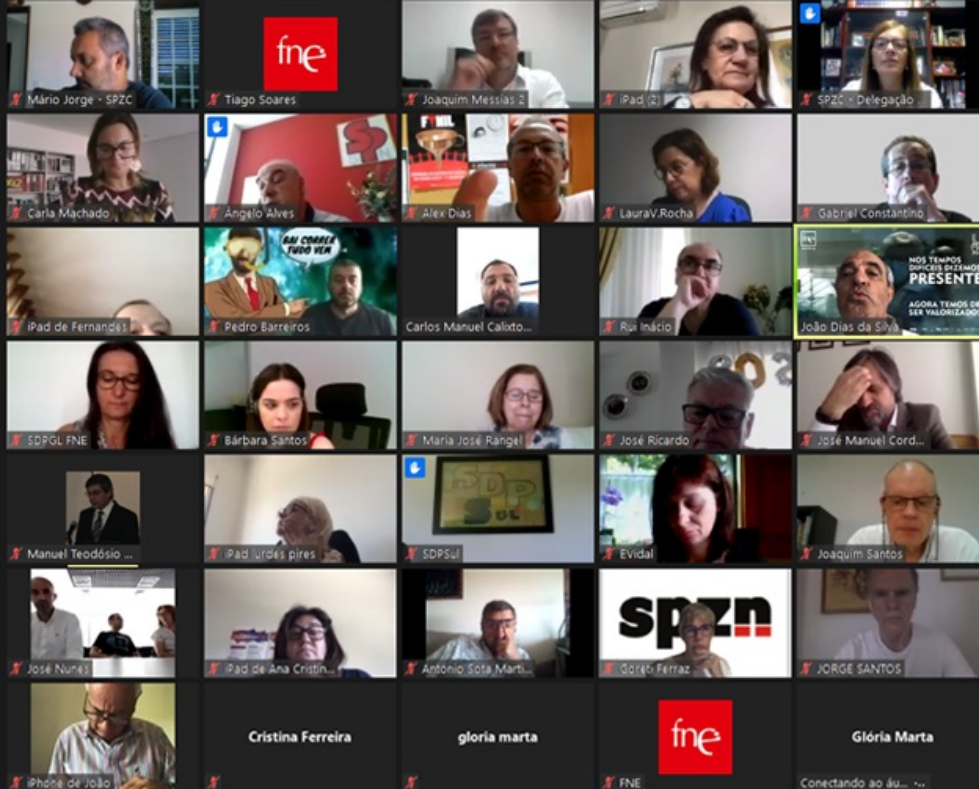 Mário Jorge - SPZC
fne
Tiago Soares
Joaquim Messias 2
iPad (2)
SPZC - Delegação
Carla Machado
SP
N
Angelo Alves
Alex Dias
LauraV.Rocha
Gabriel Constantino
iPad de Fernandes
BAI CORRER
TUDO VEM
Pedro Barreiros
Carlos Manuel Calixto...
Rui Inácio
NOS TEMPOS
DIFÍCEIS DIZEMOS
PRESENTE
AGORA TEMOS DE
SER VALORIZADOS
João Dias da Silva
SDPGL FNE
Bárbara Santos
Maria José Rangel
José Ricardo
José Manuel Cord...
Manuel Teodósio ...
iPad lurdes pires
SDP
Sul
SDPSul
EVidal
Joaquim Santos
José Nunes
iPad de Ana Cristin...
António Sota Marti...
spzn
Goreti Ferraz
JORGE SANTOS
iPhone de João
Cristina Ferreira
gloria marta
fne
FNE
Glória Marta
Conectando ao áu... ...